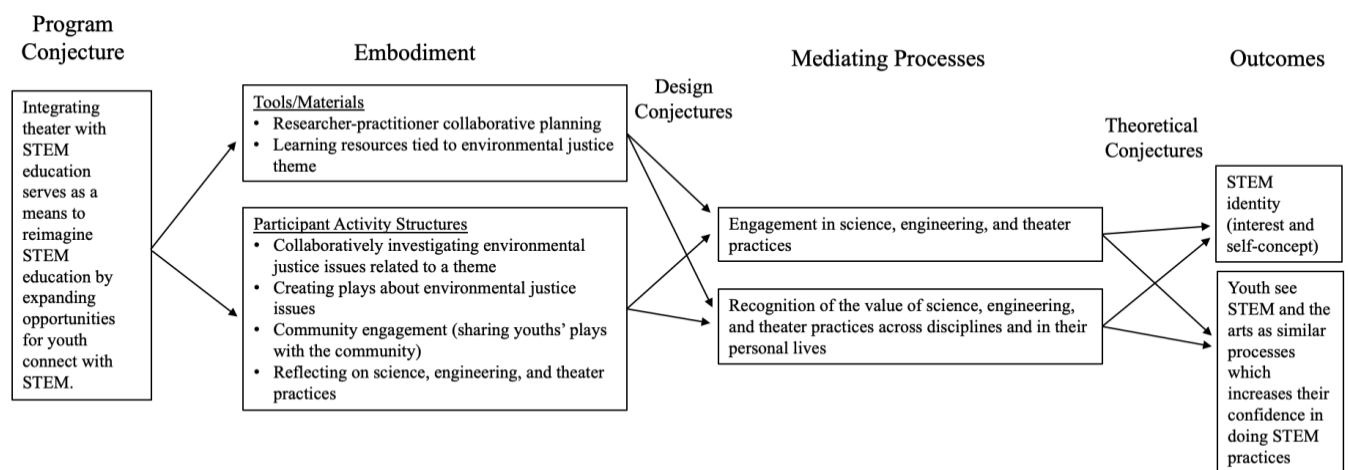 Program
Conjecture
Integrating
theater with
STEM
education
serves as a
means to
reimagine
STEM
education by
expanding
opportunities
for youth
connect with
STEM.
Embodiment
Tools/Materials
• Researcher-practitioner collaborative planning
• Learning resources tied to environmental justice
theme
Participant Activity Structures
• Collaboratively investigating environmental
justice issues related to a theme
• Creating plays about environmental justice
issues
• Community engagement (sharing youths' plays
with the community)
• Reflecting on science, engineering, and theater
practices
Design
Conjectures
Mediating Processes
Engagement in science, engineering, and theater
practices
Recognition of the value of science, engineering,
and theater practices across disciplines and in their
personal lives
Theoretical
Conjectures
Outcomes
STEM
identity
(interest and
self-concept)
Youth see
STEM and the
arts as similar
processes
which
increases their
confidence in
doing STEM
practices